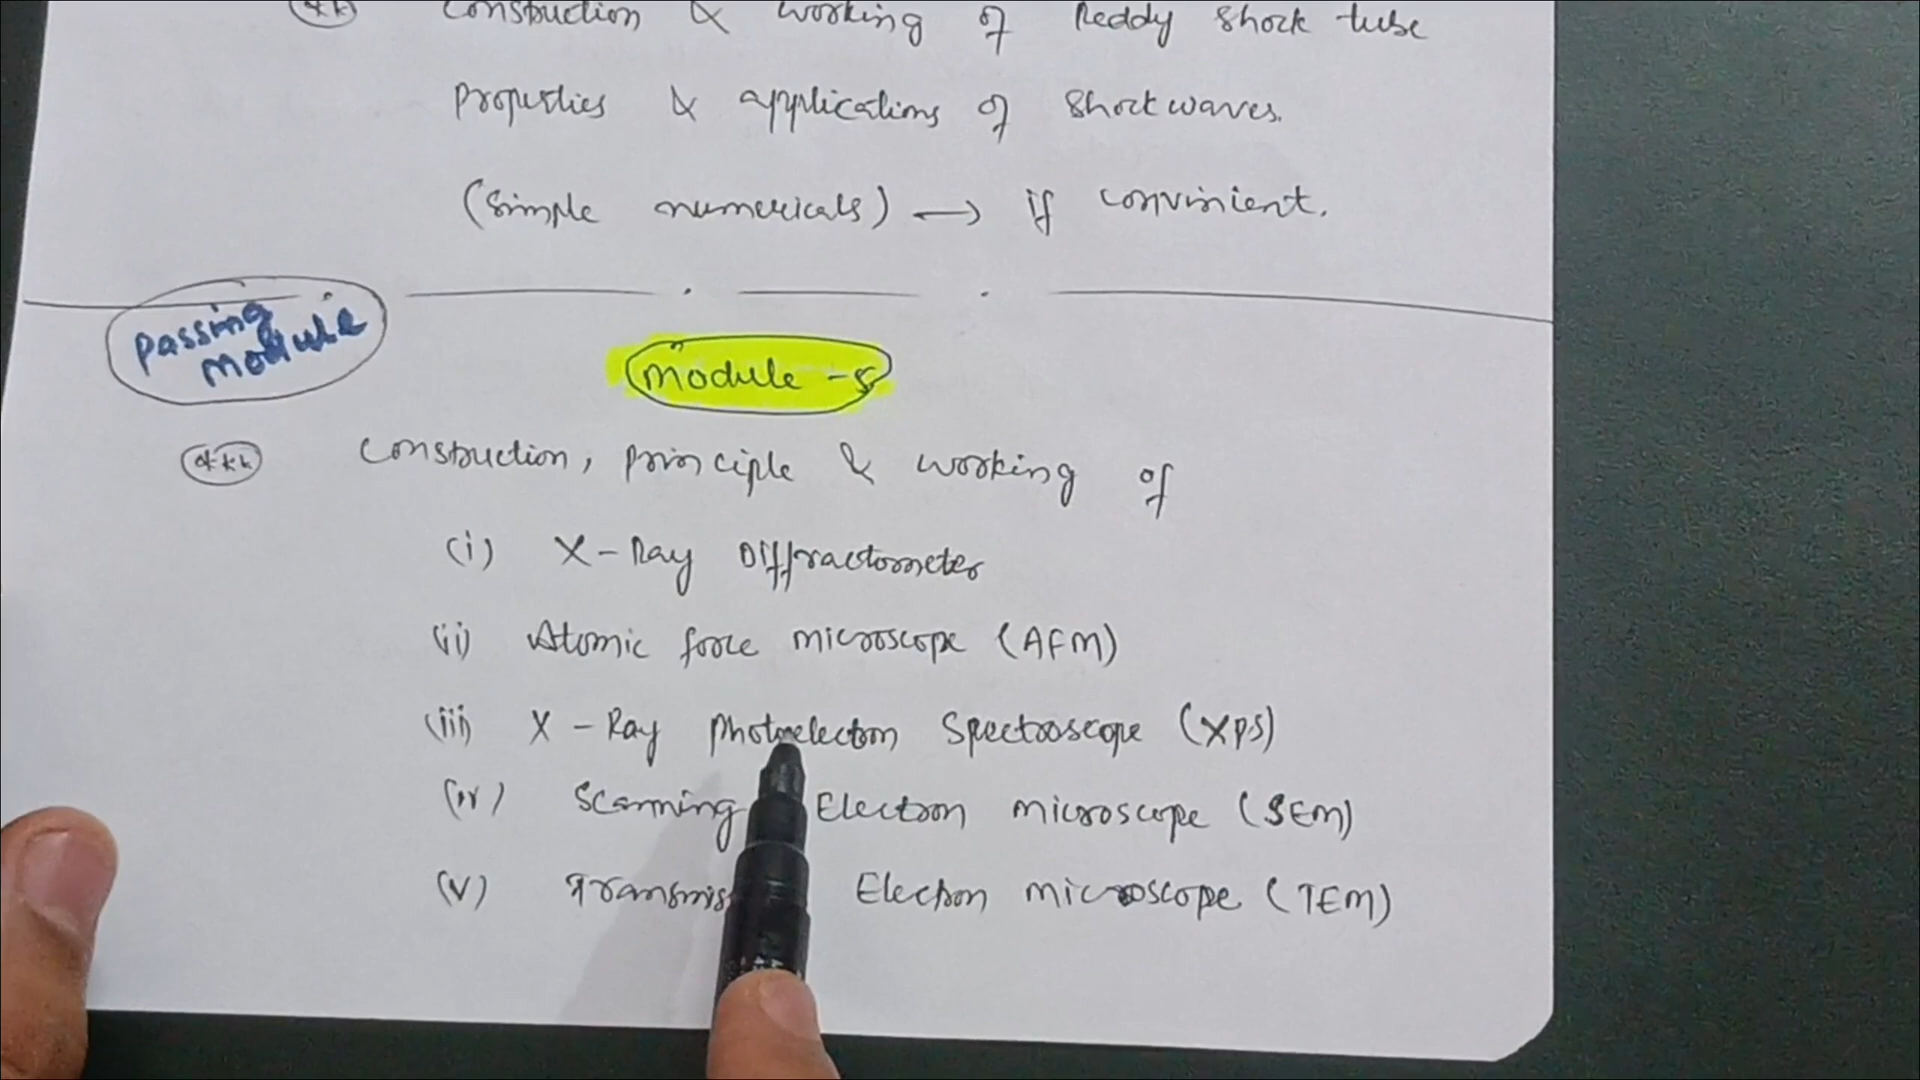 ** Construction & working of Reddy shock tube
properties & applications of shockwaves.
(simple numericals) → if convinient.
passing
module
module -5
*** Construction, principle & working of
(i) X-Ray Diffractometer
(ii) Atomic force microscope (AFM)
(iii) X-Ray photoelectron Spectroscope (XPS)
(iv) Scanning Electron microscope (SEM)
(v) Transmis Electron microscope (TEM)